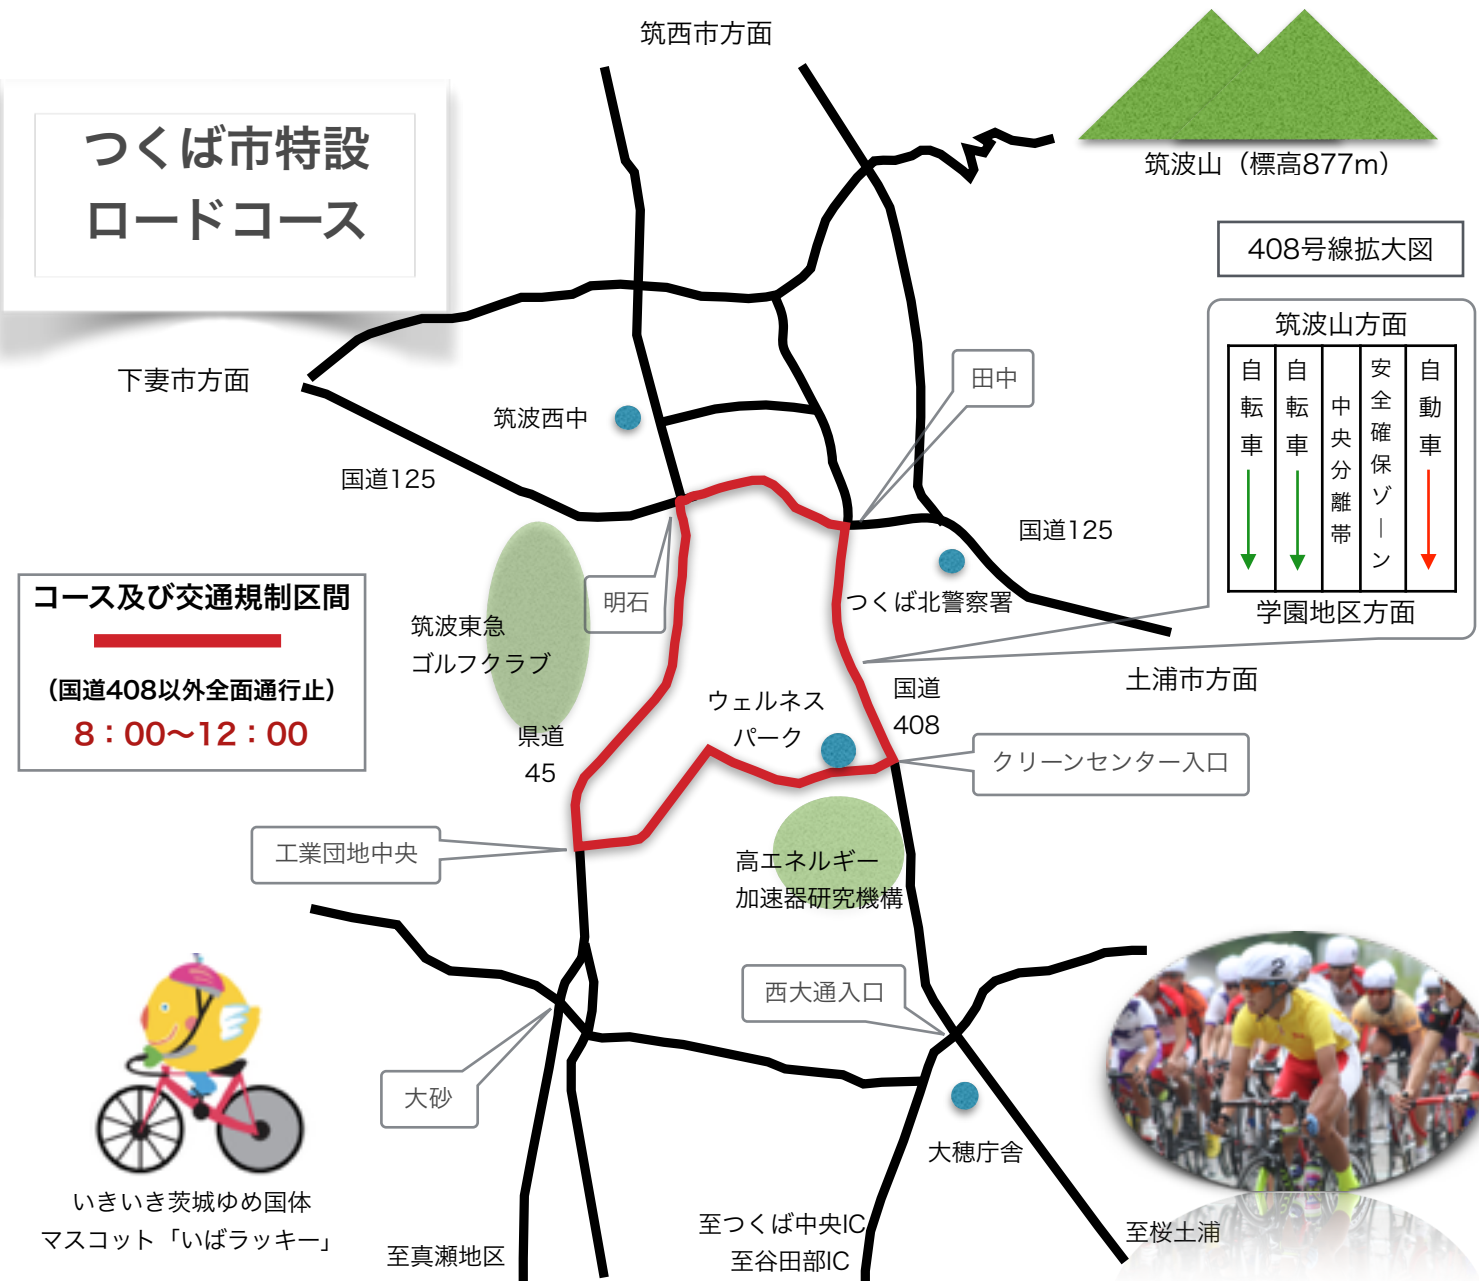 筑西市方面
つくば市特設
ロードコース
筑波山（標高877m）
408号線拡大図
筑波山方面
自転車
自転車
中央分離帯
安全確保ゾーン
自動車
学園地区方面
下妻市方面
田中
筑波西中
国道125
国道125
コース及び交通規制区間
（国道408以外全面通行止）
8：00〜12：00
明石
つくば北警察署
筑波東急
ゴルフクラブ
土浦市方面
国道
408
ウェルネス
パーク
県道
45
クリーンセンター入口
工業団地中央
高エネルギー
加速器研究機構
西大通入口
2
大砂
大穂庁舎
いきいき茨城ゆめ国体
マスコット「いばラッキー」
至真瀬地区
至つくば中央IC
至谷田部IC
至桜土浦